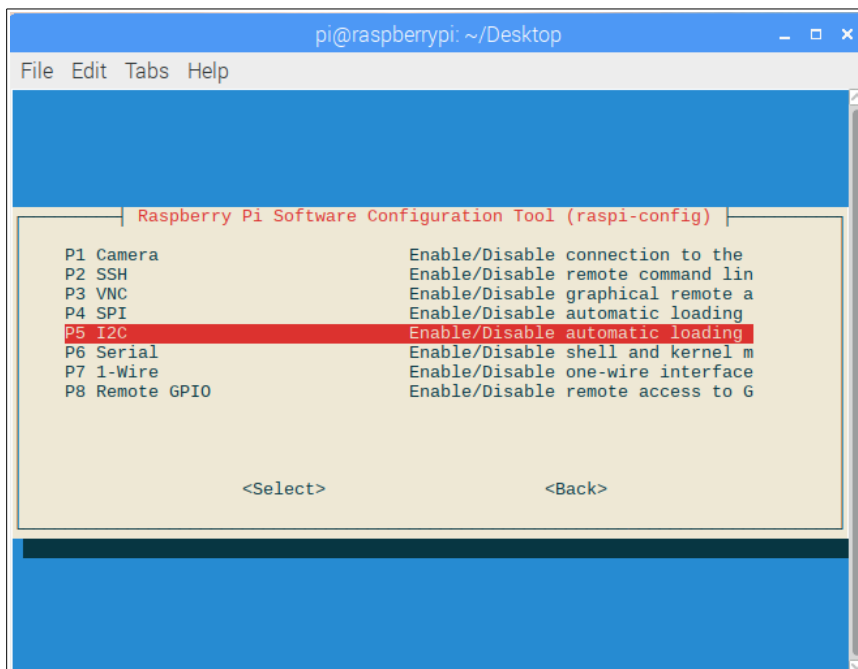 pi@raspberrypi: ~/Desktop
File Edit Tabs Help
Raspberry Pi Software Configuration Tool (raspi-config)
P1 Camera Enable/Disable connection to the
P2 SSH Enable/Disable remote command lin
P3 VNC Enable/Disable graphical remote a
P4 SPI Enable/Disable automatic loading
P5 I2C Enable/Disable automatic loading
P6 Serial Enable/Disable shell and kernel m
P7 1-Wire Enable/Disable one-wire interface
P8 Remote GPIO Enable/Disable remote access to G
<Select> <Back>